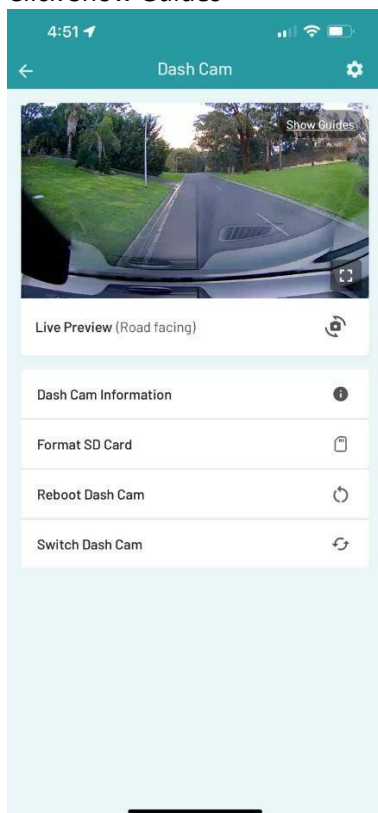 4:51
Dash Cam
Show Guides
Live Preview (Road facing)
Dash Cam Information
Format SD Card
Reboot Dash Cam
Switch Dash Cam